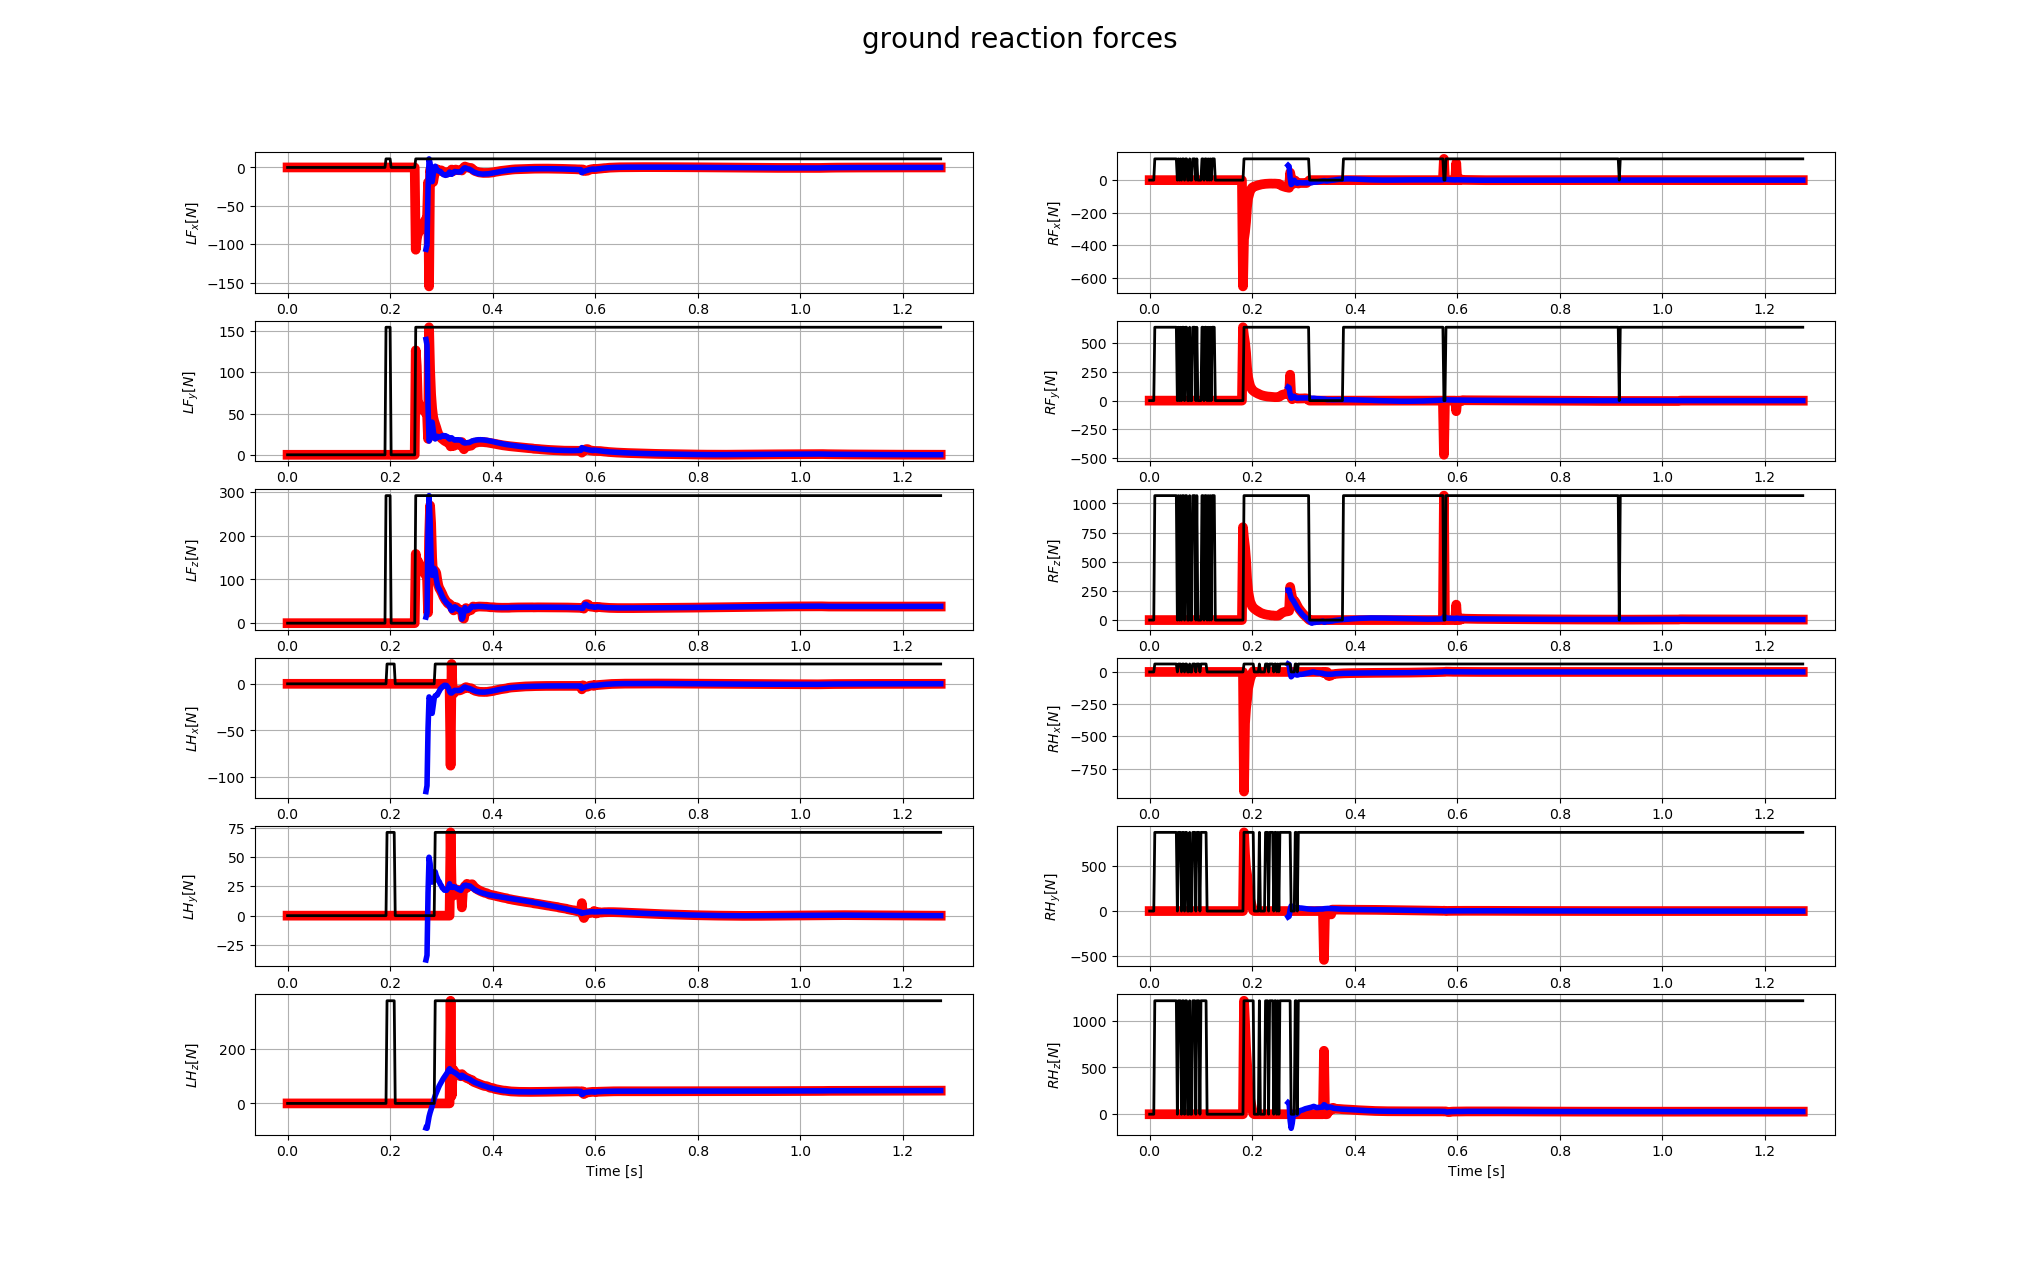 ground reaction forces
LF_x[N]
0
−50
−100
−150
0.0 0.2 0.4 0.6 0.8 1.0 1.2
RF_x[N]
0
−200
−400
−600
0.0 0.2 0.4 0.6 0.8 1.0 1.2
LF_y[N]
150
100
50
0
0.0 0.2 0.4 0.6 0.8 1.0 1.2
RF_y[N]
500
250
0
−250
−500
0.0 0.2 0.4 0.6 0.8 1.0 1.2
LF_z[N]
300
200
100
0
0.0 0.2 0.4 0.6 0.8 1.0 1.2
RF_z[N]
1000
750
500
250
0
0.0 0.2 0.4 0.6 0.8 1.0 1.2
LH_x[N]
0
−50
−100
0.0 0.2 0.4 0.6 0.8 1.0 1.2
RH_x[N]
0
−250
−500
−750
0.0 0.2 0.4 0.6 0.8 1.0 1.2
LH_y[N]
75
50
25
0
−25
0.0 0.2 0.4 0.6 0.8 1.0 1.2
RH_y[N]
500
0
−500
0.0 0.2 0.4 0.6 0.8 1.0 1.2
LH_z[N]
200
0
0.0 0.2 0.4 0.6 0.8 1.0 1.2
Time [s]
RH_z[N]
1000
500
0
0.0 0.2 0.4 0.6 0.8 1.0 1.2
Time [s]